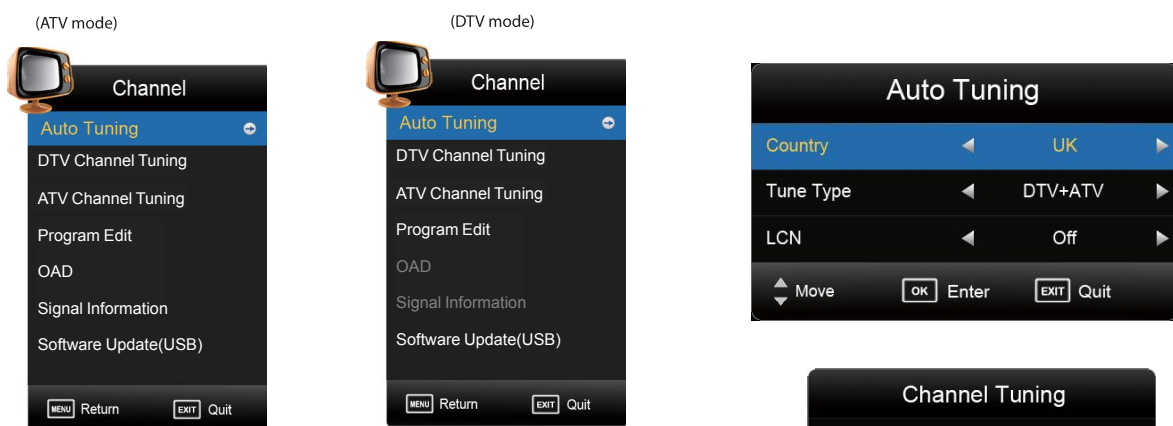 (ATV mode)
Channel
Auto Tuning
DTV Channel Tuning
ATV Channel Tuning
Program Edit
OAD
Signal Information
Software Update(USB)
MENU Return EXIT Quit
(DTV mode)
Channel
Auto Tuning
DTV Channel Tuning
ATV Channel Tuning
Program Edit
OAD
Signal Information
Software Update(USB)
MENU Return EXIT Quit
Auto Tuning
Country UK
Tune Type DTV+ATV
LCN Off
Move OK Enter EXIT Quit
Channel Tuning